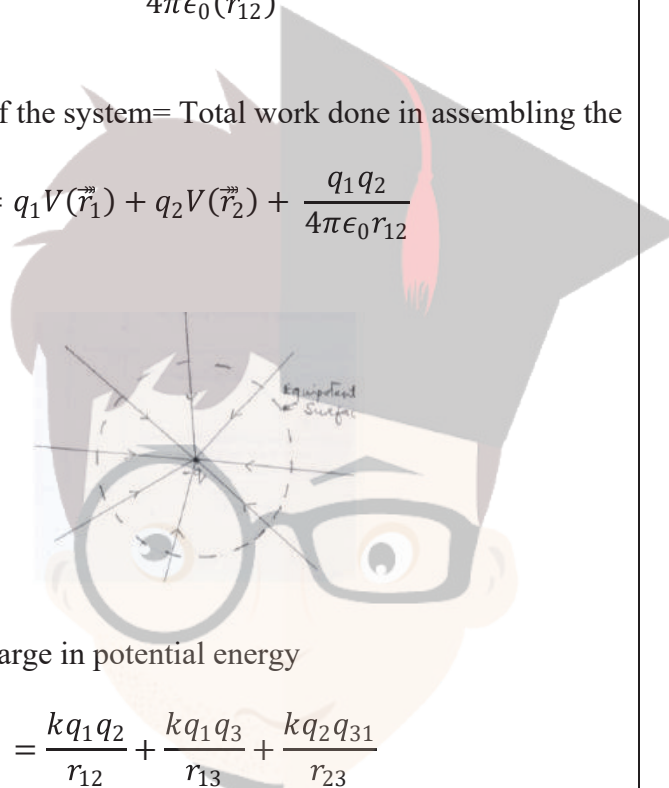 4πϵ₀(r₁₂)
f the system= Total work done in assembling the
= q₁V(r⃗₁) + q₂V(r⃗₂) + q₁q₂/4πϵ₀r₁₂
Equipotent
Surfac
-q
arge in potential energy
= kq₁q₂/r₁₂ + kq₁q₃/r₁₃ + kq₂q₃₁/r₂₃